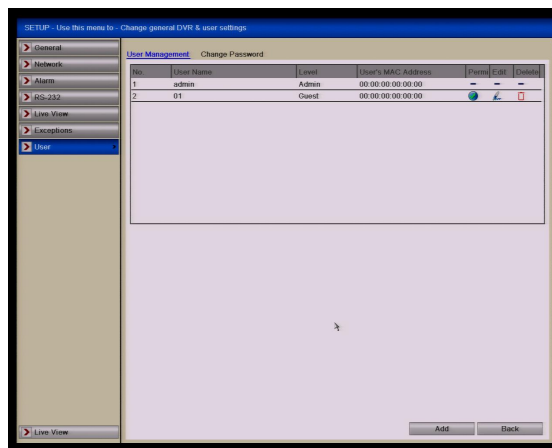 SETUP - Use this menu to - Change general DVR & user settings
General
Network
Alarm
RS-232
Live View
Exceptions
User
User Management Change Password
No. User Name Level User's MAC Address Permi Edit Delete
1 admin Admin 00:00:00:00:00:00 – – –
2 01 Guest 00:00:00:00:00:00
Live View
Add Back